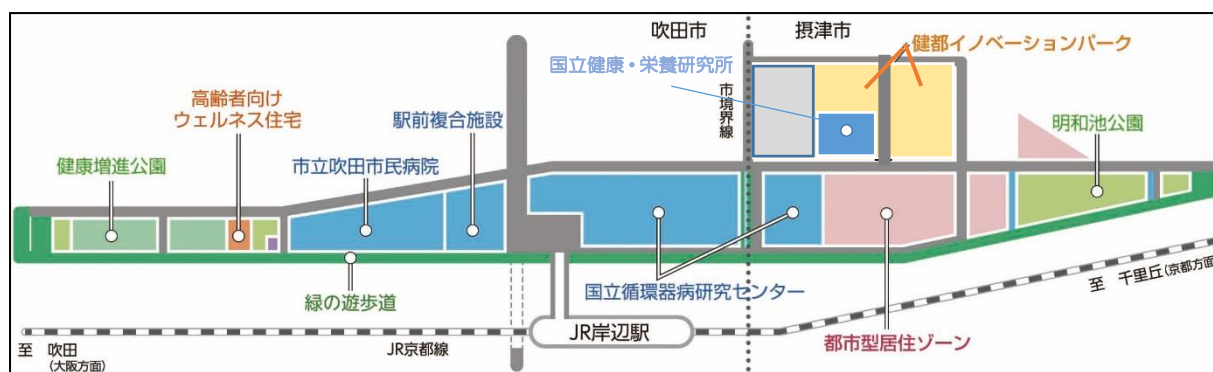 吹田市
摂津市
健都イノベーションパーク
国立健康・栄養研究所
市境界線
高齢者向け
ウェルネス住宅
駅前複合施設
明和池公園
健康増進公園
市立吹田市民病院
緑の遊歩道
国立循環器病研究センター
至 千里丘(京都方面)
JR岸辺駅
都市型居住ゾーン
至 吹田
(大阪方面)
JR京都線